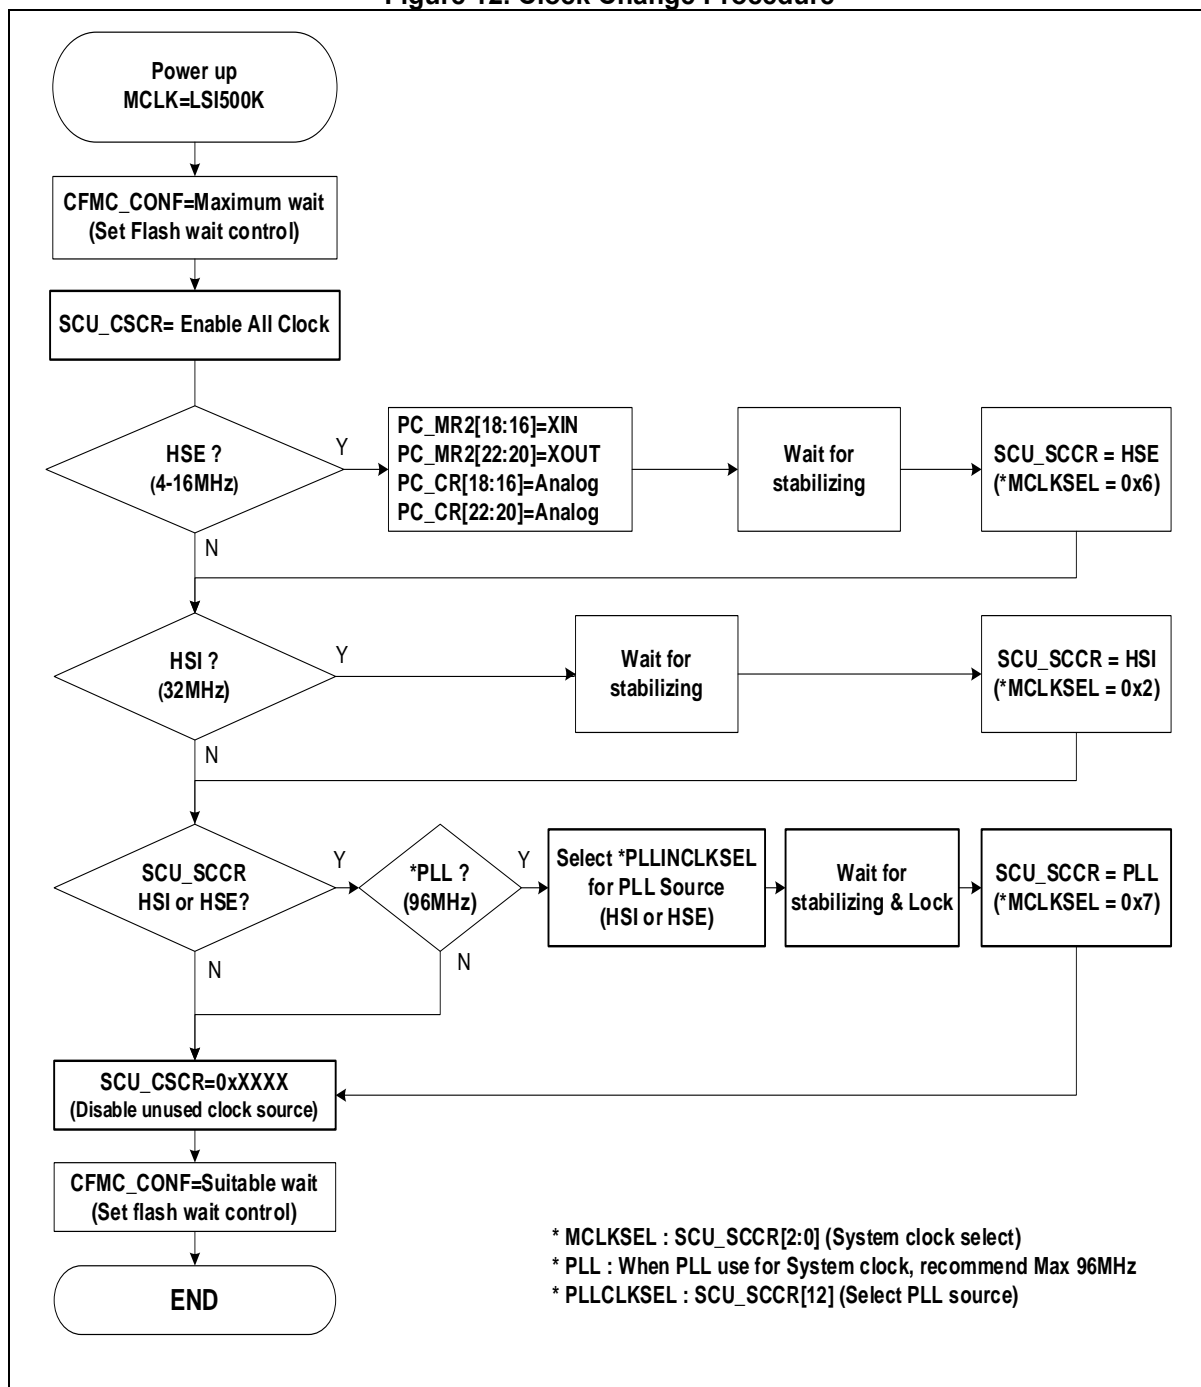 Figure 12. Clock Change Procedure
Power up
MCLK=LSI500K
CFMC_CONF=Maximum wait
(Set Flash wait control)
SCU_CSCR= Enable All Clock
HSE ?
(4-16MHz)
Y
N
PC_MR2[18:16]=XIN
PC_MR2[22:20]=XOUT
PC_CR[18:16]=Analog
PC_CR[22:20]=Analog
Wait for
stabilizing
SCU_SCCR = HSE
(*MCLKSEL = 0x6)
HSI ?
(32MHz)
Y
N
Wait for
stabilizing
SCU_SCCR = HSI
(*MCLKSEL = 0x2)
SCU_SCCR
HSI or HSE?
Y
N
*PLL ?
(96MHz)
Y
N
Select *PLLINCLKSEL
for PLL Source
(HSI or HSE)
Wait for
stabilizing & Lock
SCU_SCCR = PLL
(*MCLKSEL = 0x7)
SCU_CSCR=0xXXXX
(Disable unused clock source)
CFMC_CONF=Suitable wait
(Set flash wait control)
END
* MCLKSEL : SCU_SCCR[2:0] (System clock select)
* PLL : When PLL use for System clock, recommend Max 96MHz
* PLLCLKSEL : SCU_SCCR[12] (Select PLL source)